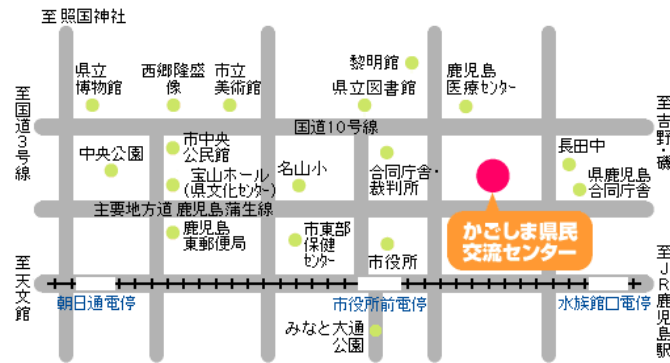 至照国神社
県立
博物館
西郷隆盛
像
市立
美術館
黎明館
県立図書館
鹿児島
医療センター
至国道3号線
至吉野・磯
国道10号線
中央公園
市中央
公民館
宝山ホール
(県文化センター)
名山小
合同庁舎・
裁判所
長田中
県鹿児島
合同庁舎
主要地方道 鹿児島蒲生線
かごしま県民
交流センター
鹿児島
東郵便局
市東部
保健
センター
市役所
至天文館
至JR鹿児島駅
朝日通電停
市役所前電停
水族館口電停
みなと大通
公園